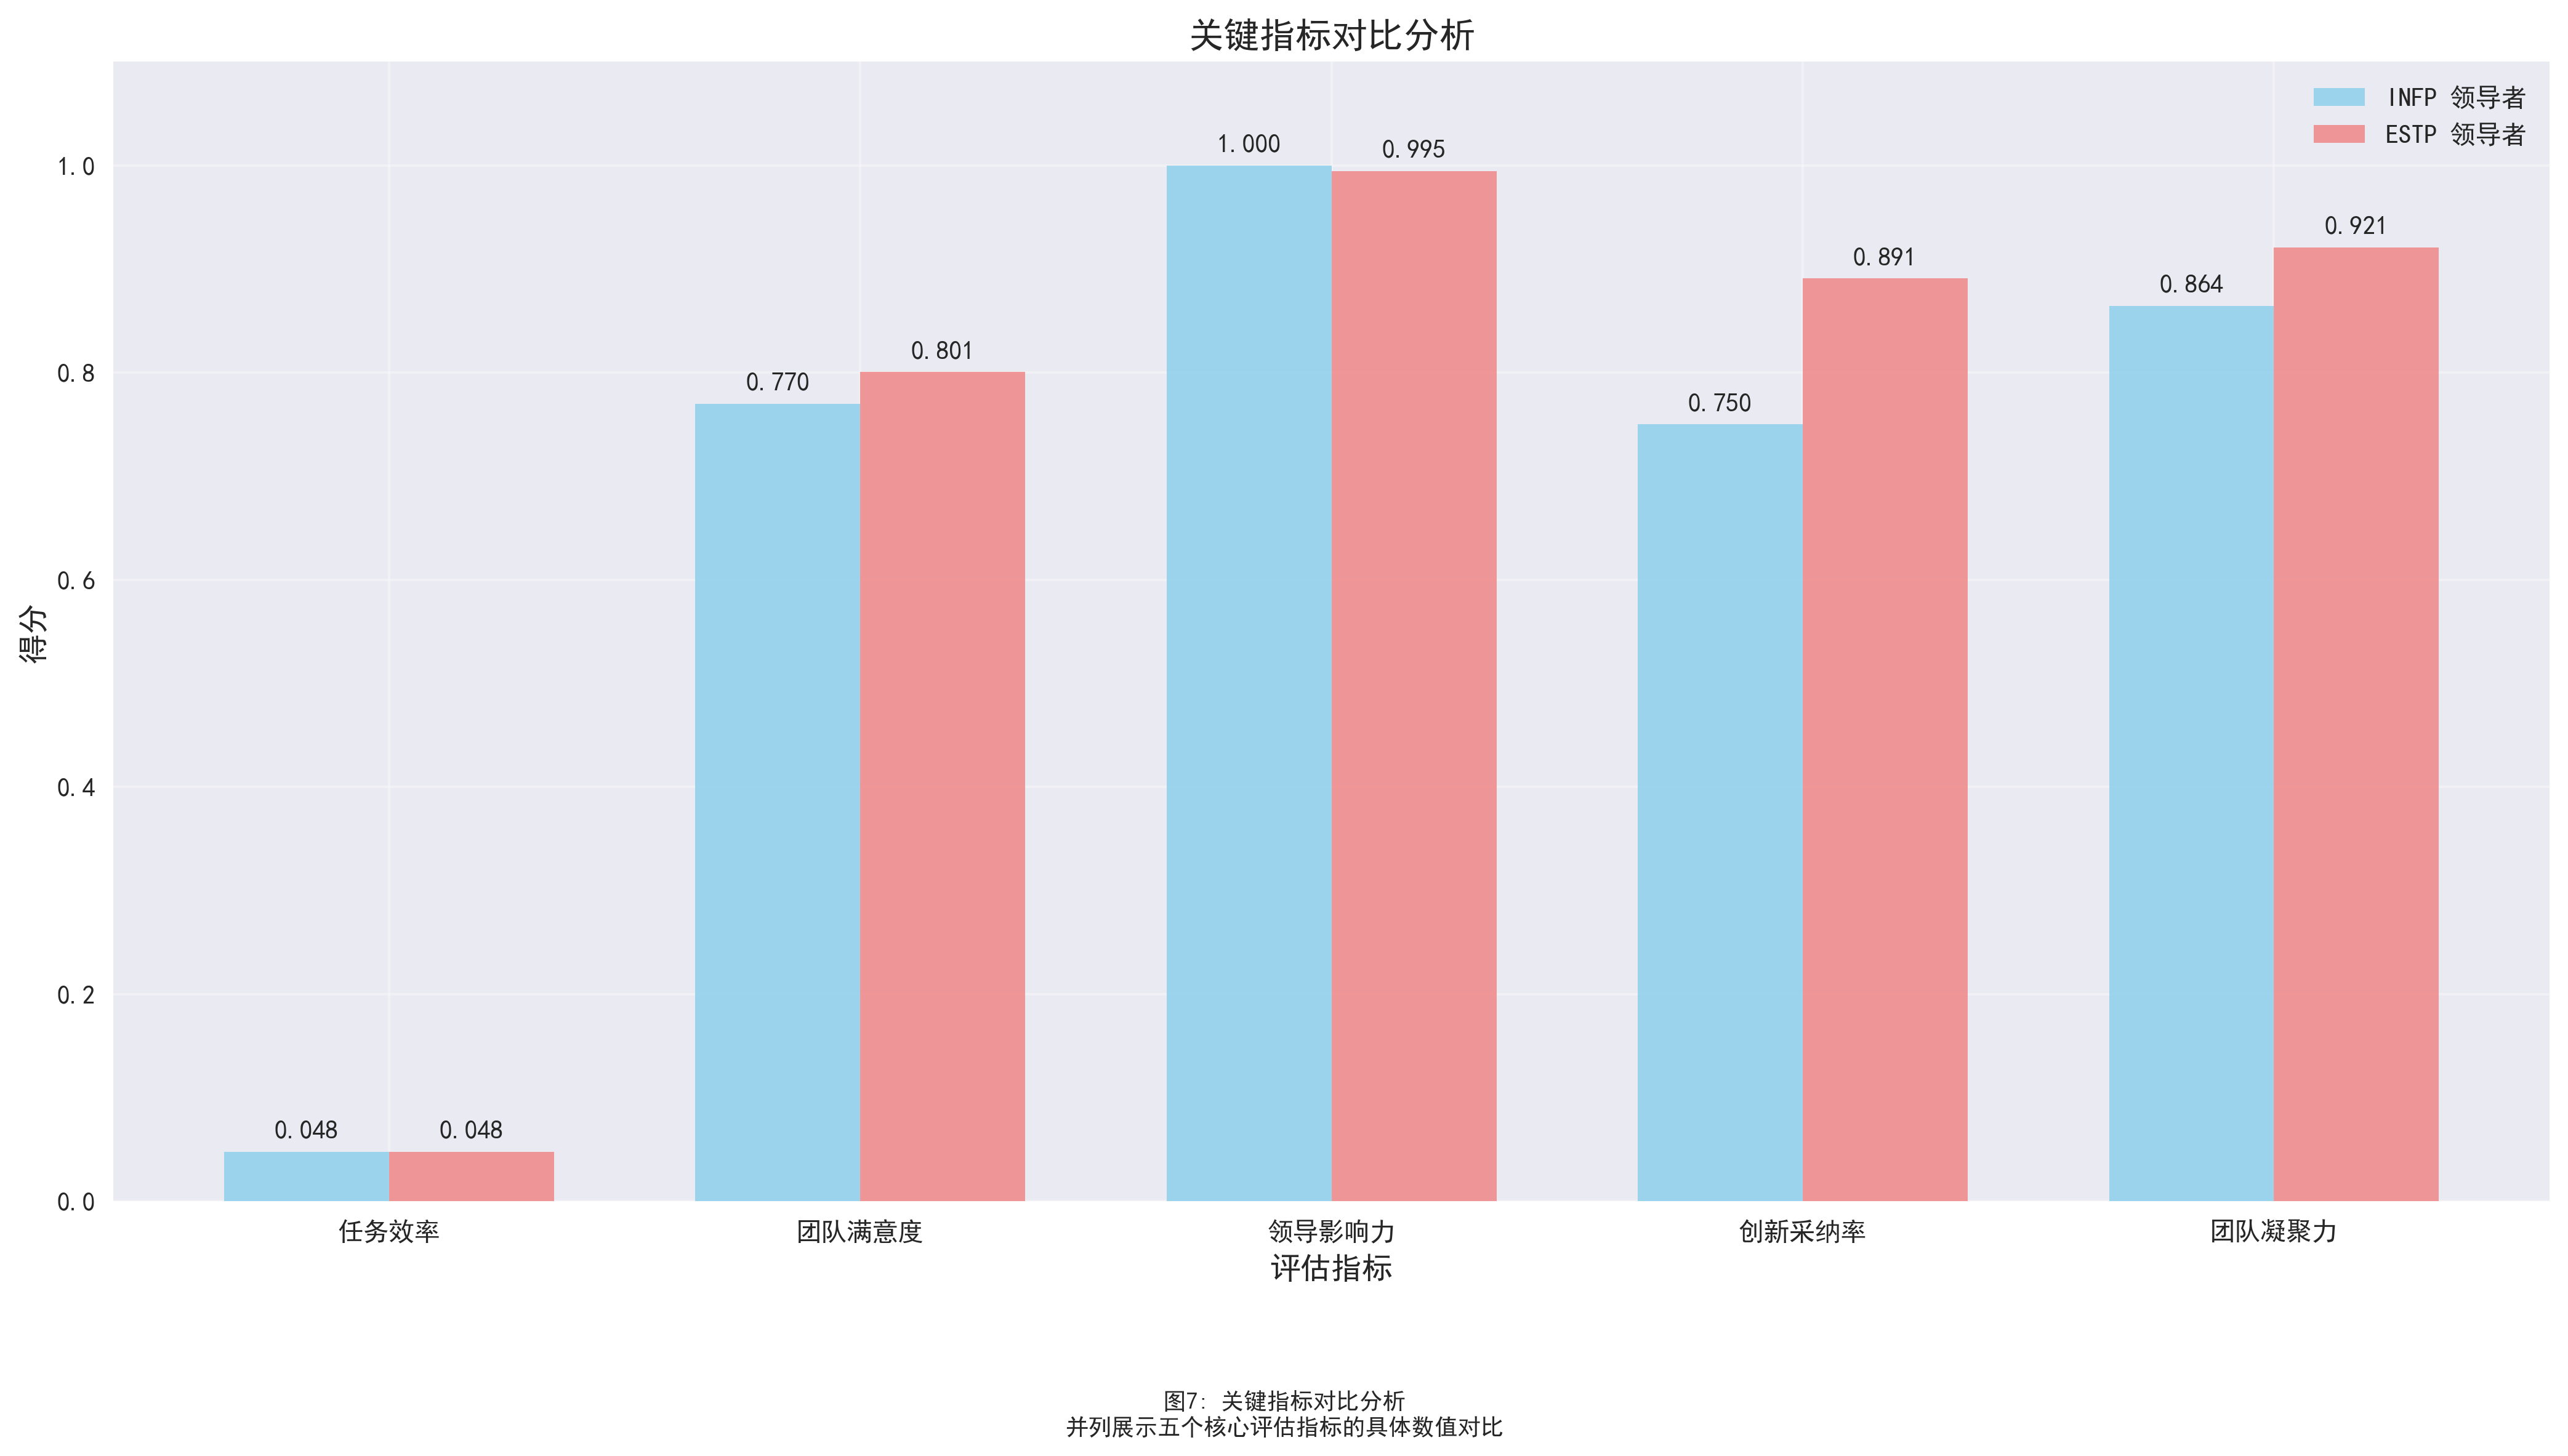 关键指标对比分析
INFP 领导者
ESTP 领导者
1.000
0.995
0.921
0.891
0.864
0.801
0.770
0.750
0.048
0.048
1.0
0.8
0.6
0.4
0.2
0.0
得分
任务效率
团队满意度
领导影响力
创新采纳率
团队凝聚力
评估指标
图7: 关键指标对比分析
并列展示五个核心评估指标的具体数值对比